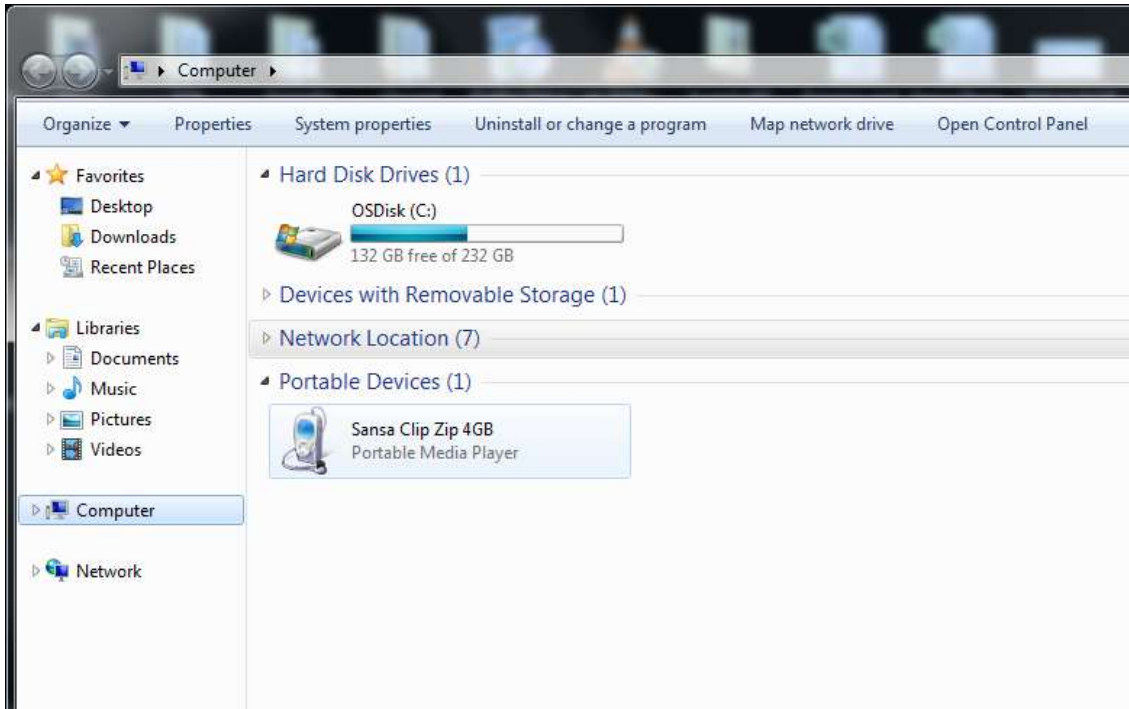 Computer
Organize Properties System properties Uninstall or change a program Map network drive Open Control Panel
Favorites
Desktop
Downloads
Recent Places
Libraries
Documents
Music
Pictures
Videos
Computer
Network
Hard Disk Drives (1)
OSDisk (C:)
132 GB free of 232 GB
Devices with Removable Storage (1)
Network Location (7)
Portable Devices (1)
Sansa Clip Zip 4GB
Portable Media Player